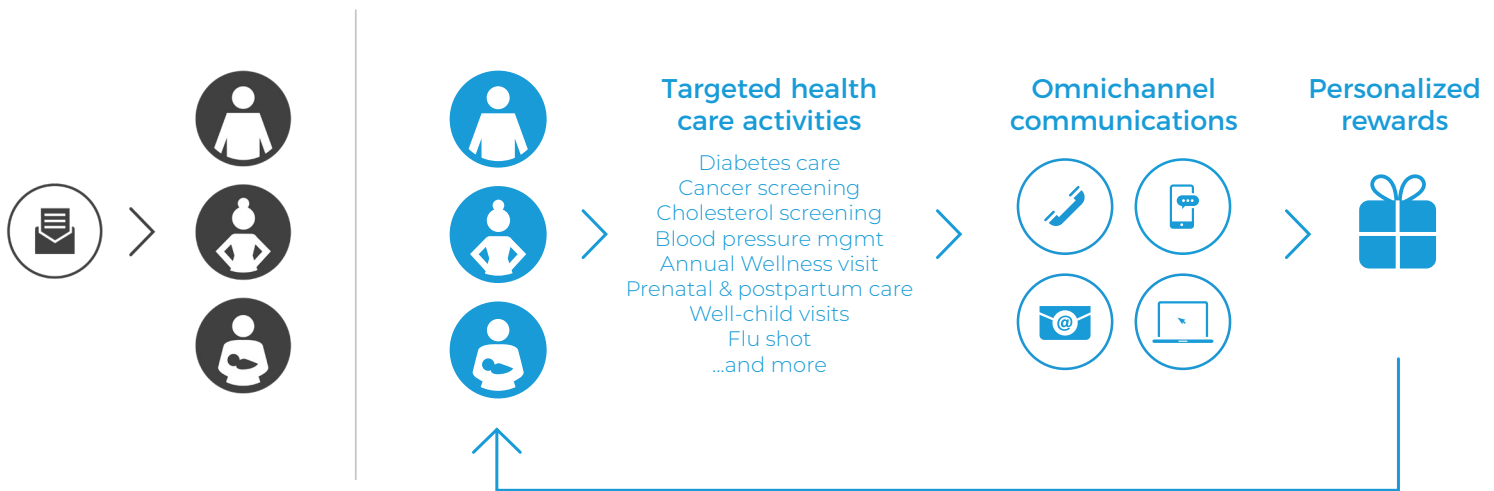 Targeted health
care activities
Diabetes care
Cancer screening
Cholesterol screening
Blood pressure mgmt
Annual Wellness visit
Prenatal & postpartum care
Well-child visits
Flu shot
...and more
Omnichannel
communications
@
Personalized
rewards